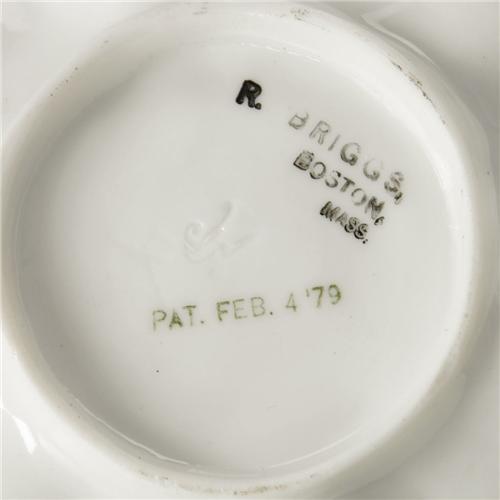 R. BRIGGS,
BOSTON,
MASS.
PAT. FEB. 4 '79